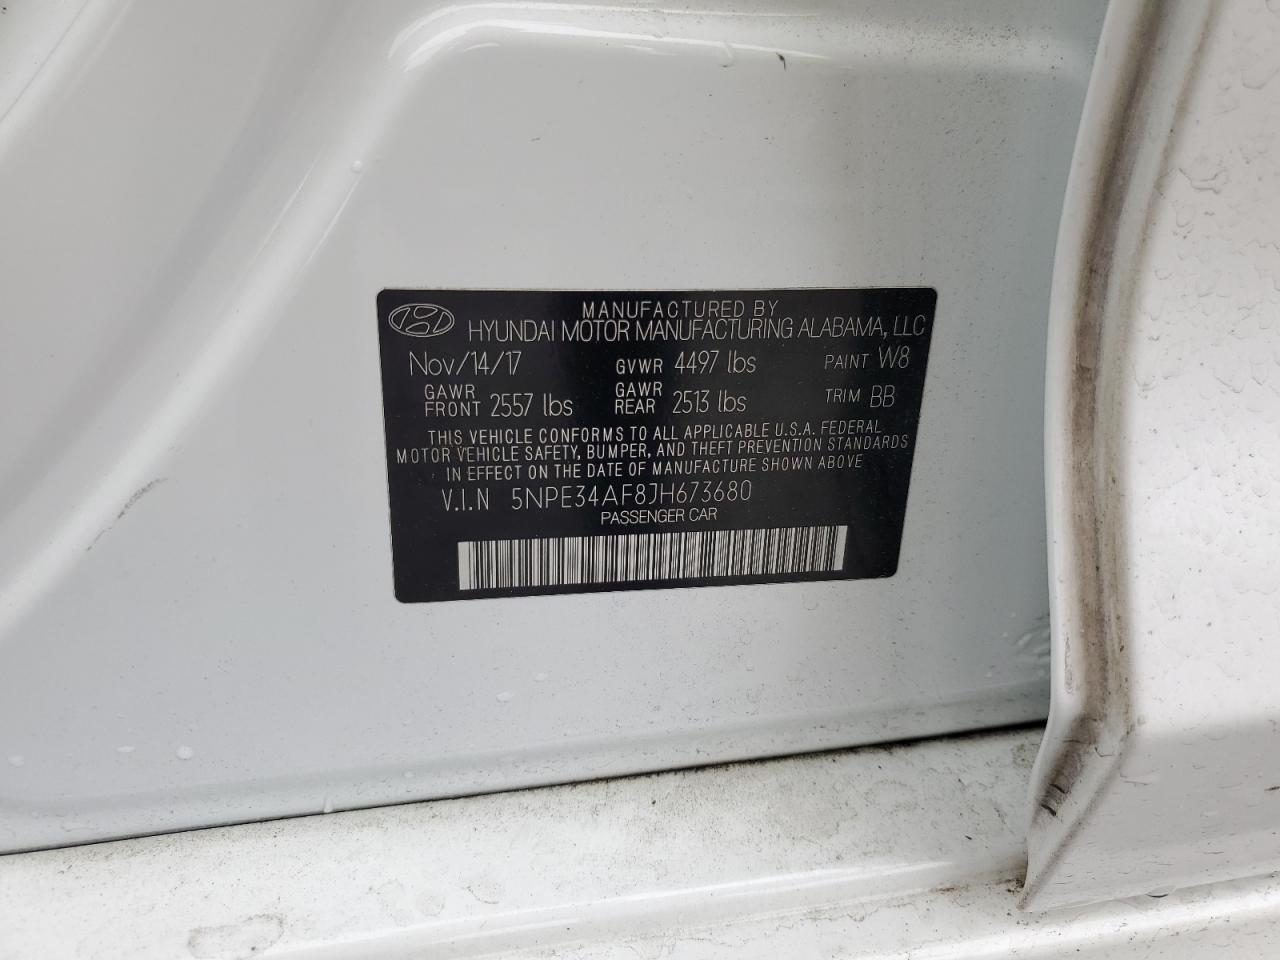 MANUFACTURED BY
HYUNDAI MOTOR MANUFACTURING ALABAMA, LLC
Nov/14/17 GVWR 4497 lbs PAINT W8
GAWR FRONT 2557 lbs GAWR REAR 2513 lbs TRIM BB
THIS VEHICLE CONFORMS TO ALL APPLICABLE U.S.A. FEDERAL
MOTOR VEHICLE SAFETY, BUMPER, AND THEFT PREVENTION STANDARDS
IN EFFECT ON THE DATE OF MANUFACTURE SHOWN ABOVE
V.I.N 5NPE34AF8JH673680
PASSENGER CAR